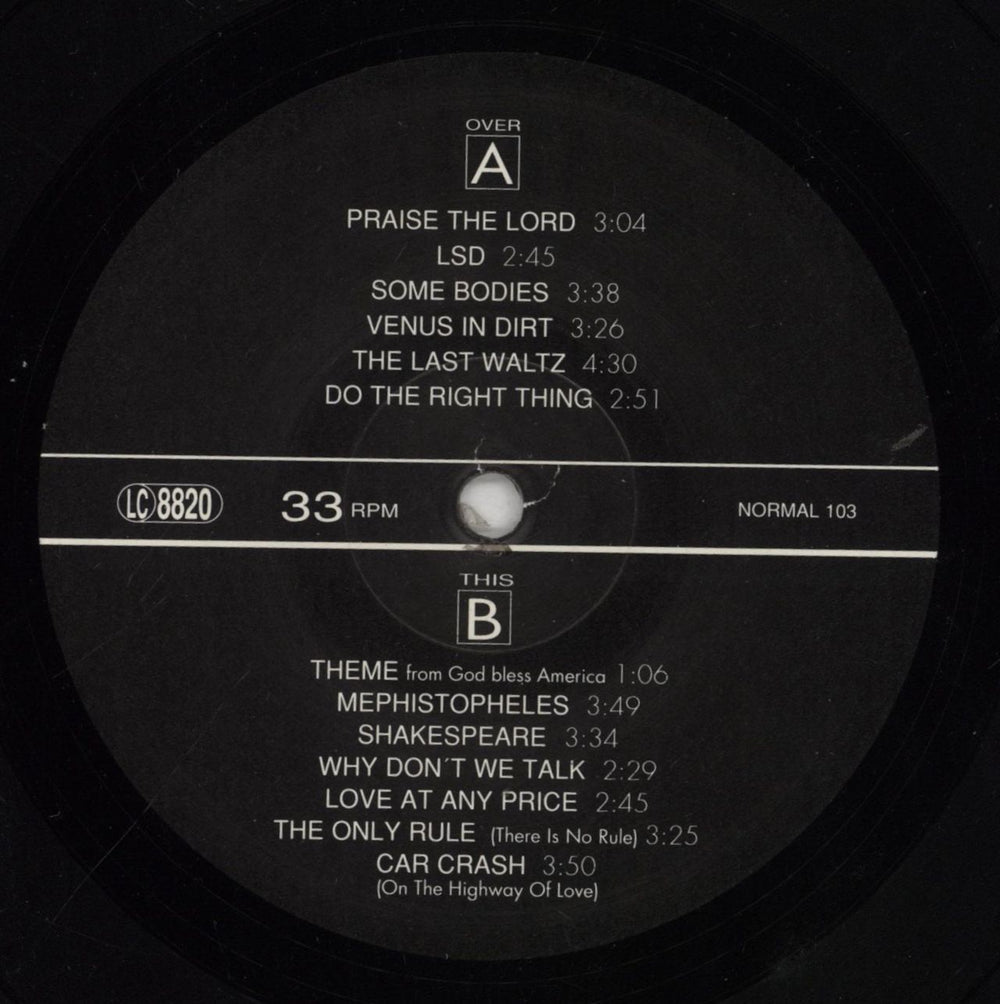 OVER
A
PRAISE THE LORD 3:04
LSD 2:45
SOME BODIES 3:38
VENUS IN DIRT 3:26
THE LAST WALTZ 4:30
DO THE RIGHT THING 2:51
LC 8820 33 RPM NORMAL 103
THIS
B
THEME from God bless America 1:06
MEPHISTOPHELES 3:49
SHAKESPEARE 3:34
WHY DON´T WE TALK 2:29
LOVE AT ANY PRICE 2:45
THE ONLY RULE (There Is No Rule) 3:25
CAR CRASH 3:50
(On The Highway Of Love)